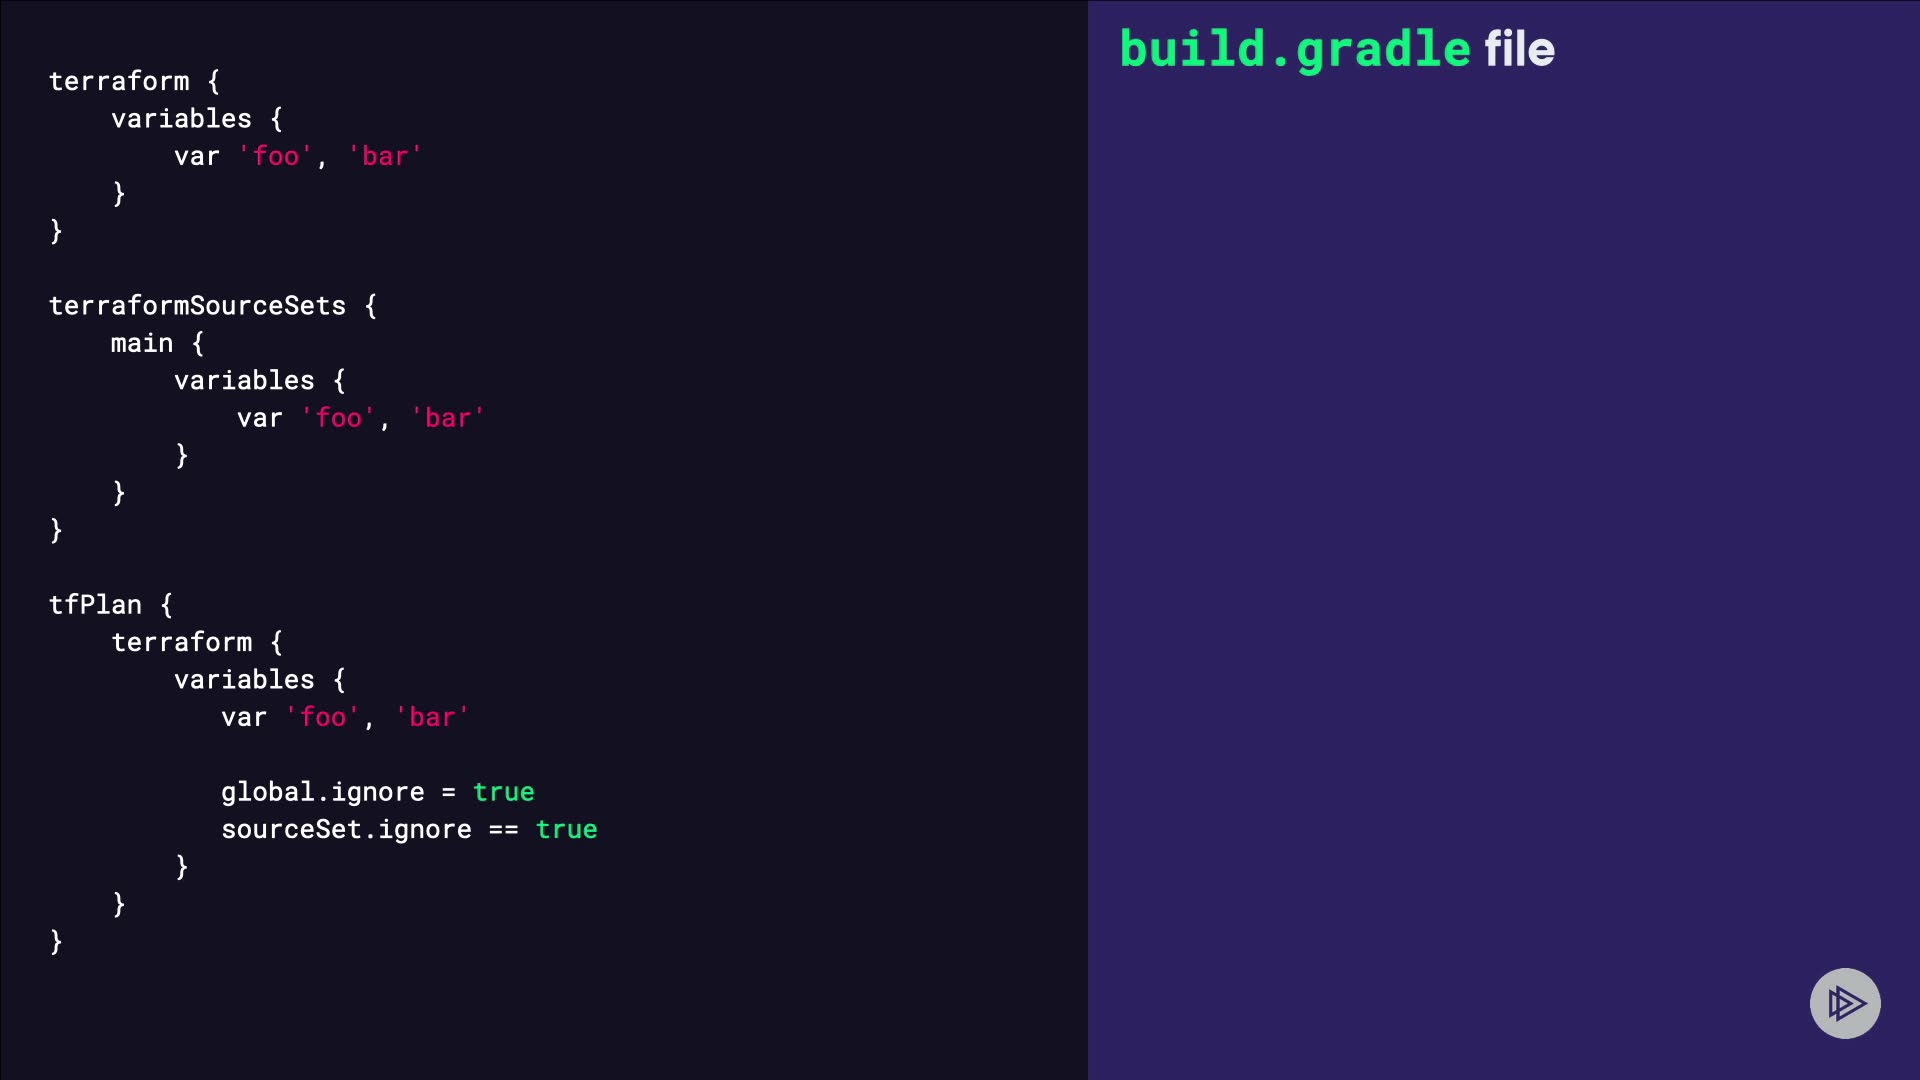 terraform {
    variables {
        var 'foo', 'bar'
    }
}

terraformSourceSets {
    main {
        variables {
            var 'foo', 'bar'
        }
    }
}

tfPlan {
    terraform {
        variables {
           var 'foo', 'bar'

           global.ignore = true
           sourceSet.ignore == true
        }
    }
}
build.gradle file